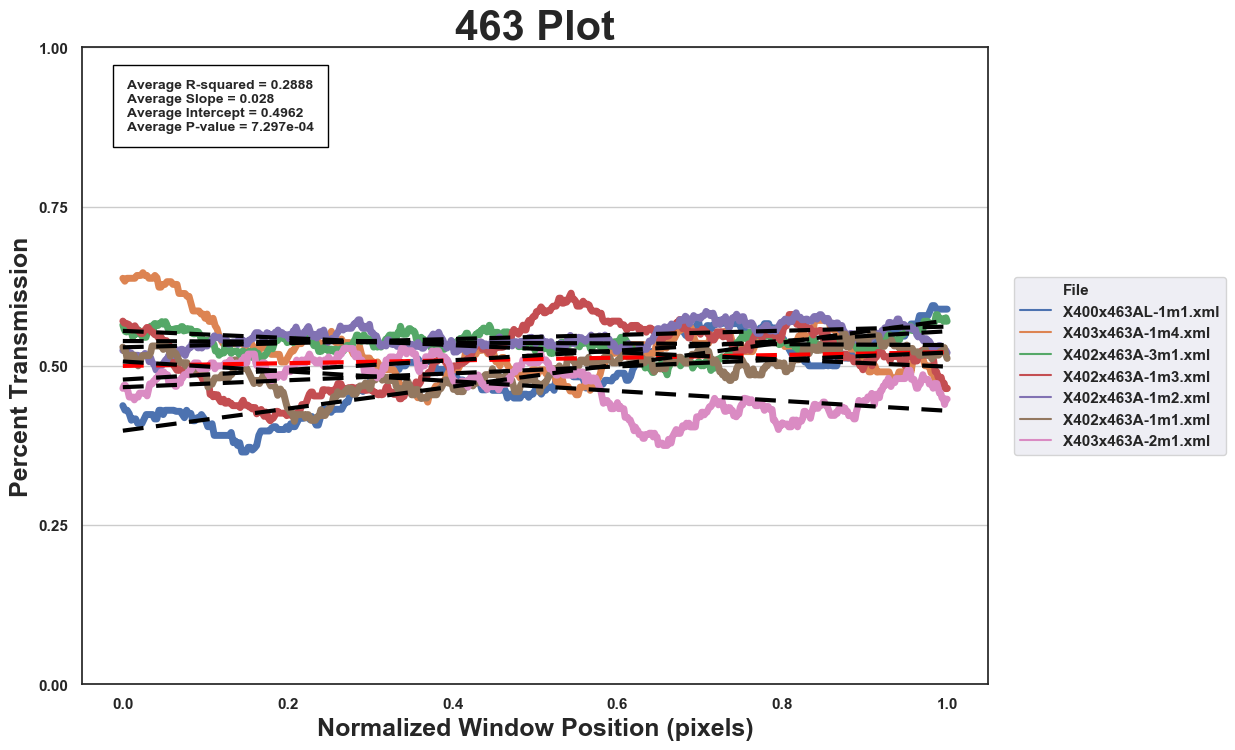 463 Plot
1.00
Average R-squared = 0.2888
Average Slope = 0.028
Average Intercept = 0.4962
Average P-value = 7.297e-04
0.75
0.50
0.25
0.00
Percent Transmission
0.0 0.2 0.4 0.6 0.8 1.0
Normalized Window Position (pixels)
File
X400x463AL-1m1.xml
X403x463A-1m4.xml
X402x463A-3m1.xml
X402x463A-1m3.xml
X402x463A-1m2.xml
X402x463A-1m1.xml
X403x463A-2m1.xml